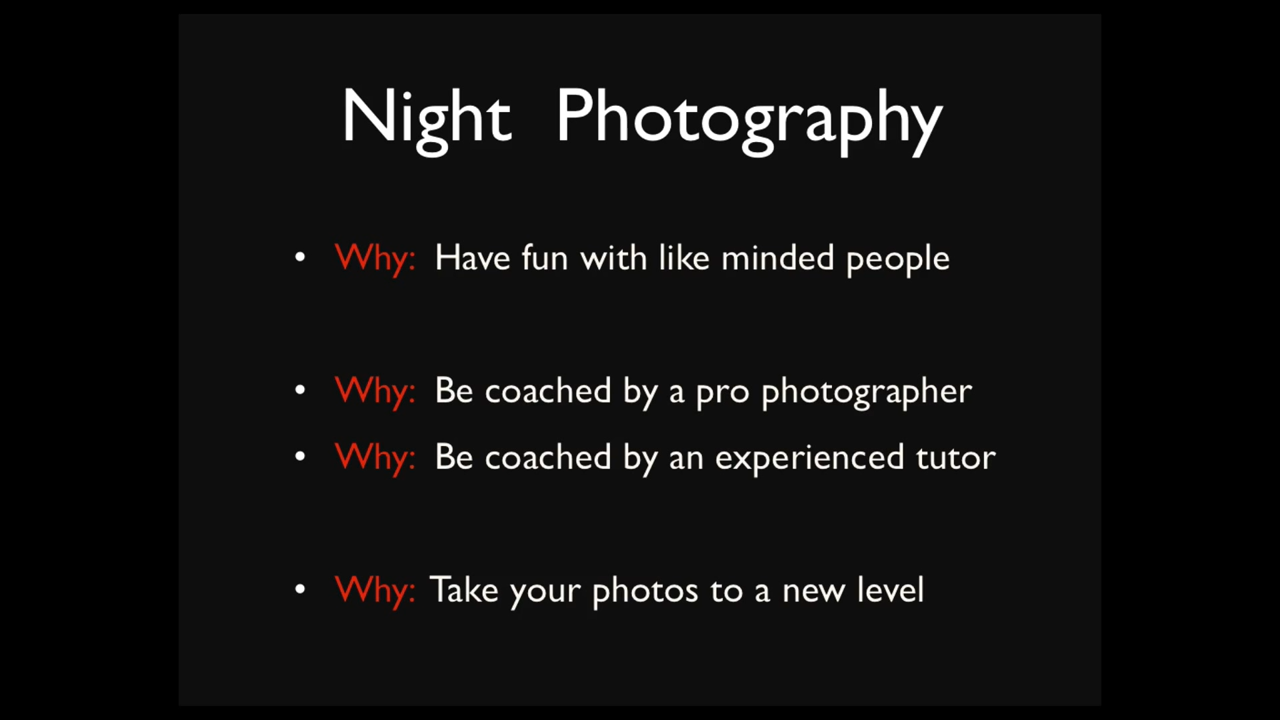 Night Photography
• Why: Have fun with like minded people
• Why: Be coached by a pro photographer
• Why: Be coached by an experienced tutor
• Why: Take your photos to a new level